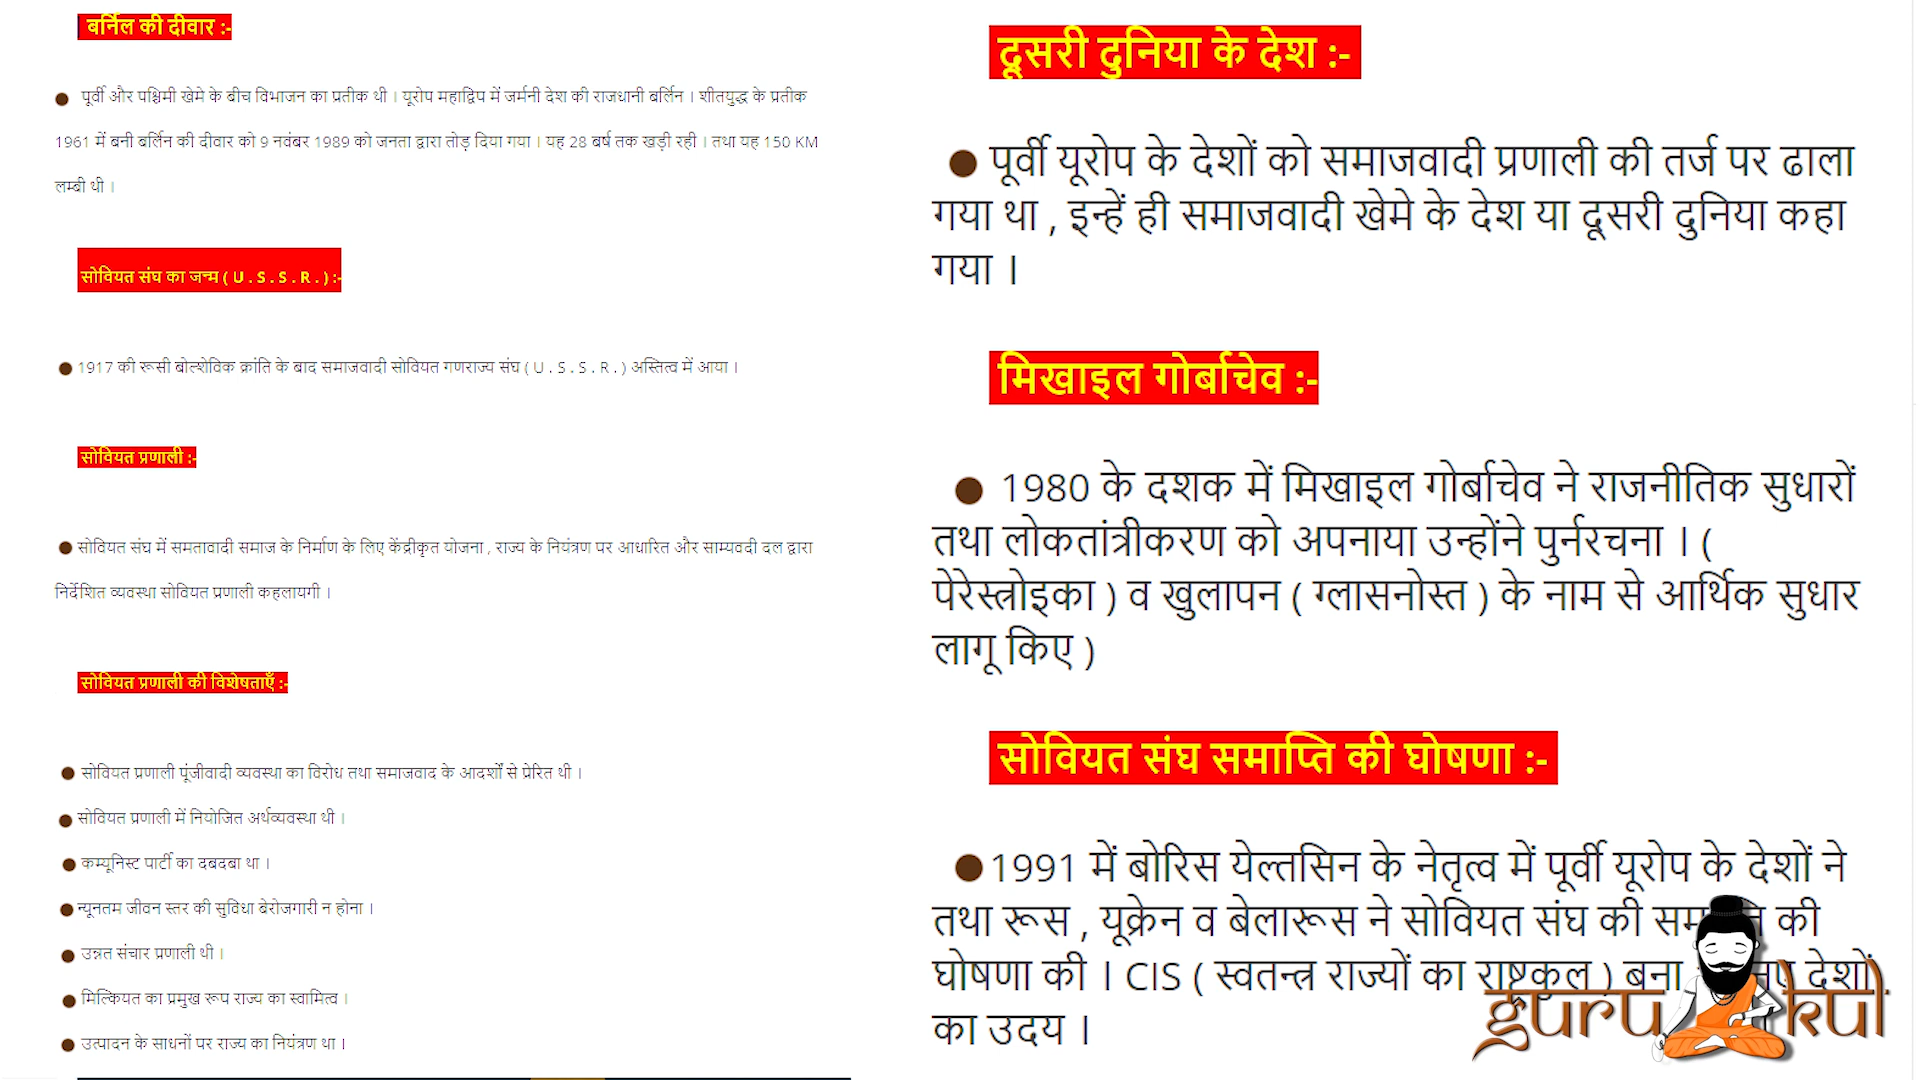 बर्निल की दीवार :-
पूर्वी और पश्चिमी खेमे के बीच विभाजन का प्रतीक थी । यूरोप महाद्विप में जर्मनी देश की राजधानी बर्लिन । शीतयुद्ध के प्रतीक
1961 में बनी बर्लिन की दीवार को 9 नवंबर 1989 को जनता द्वारा तोड़ दिया गया । यह 28 बर्ष तक खड़ी रही । तथा यह 150 KM
लम्बी थी ।
सोवियत संघ का जन्म ( U . S . S . R . ) :-
1917 की रूसी बोल्शेविक क्रांति के बाद समाजवादी सोवियत गणराज्य संघ ( U . S . S . R . ) अस्तित्व में आया ।
सोवियत प्रणाली :-
सोवियत संघ में समतावादी समाज के निर्माण के लिए केंद्रीकृत योजना , राज्य के नियंत्रण पर आधारित और साम्यवदी दल द्वारा
निर्देशित व्यवस्था सोवियत प्रणाली कहलायगी ।
सोवियत प्रणाली की विशेषताएँ :-
सोवियत प्रणाली पूंजीवादी व्यवस्था का विरोध तथा समाजवाद के आदर्शों से प्रेरित थी ।
सोवियत प्रणाली में नियोजित अर्थव्यवस्था थी ।
कम्यूनिस्ट पार्टी का दबदबा था ।
न्यूनतम जीवन स्तर की सुविधा बेरोजगारी न होना ।
उन्नत संचार प्रणाली थी ।
मिल्कियत का प्रमुख रूप राज्य का स्वामित्व ।
उत्पादन के साधनों पर राज्य का नियंत्रण था ।
दूसरी दुनिया के देश :-
पूर्वी यूरोप के देशों को समाजवादी प्रणाली की तर्ज पर ढाला
गया था , इन्हें ही समाजवादी खेमे के देश या दूसरी दुनिया कहा
गया ।
मिखाइल गोर्बाचेव :-
1980 के दशक में मिखाइल गोर्बाचेव ने राजनीतिक सुधारों
तथा लोकतांत्रीकरण को अपनाया उन्होंने पुर्नरचना । (
पेरेस्त्रोइका ) व खुलापन ( ग्लासनोस्त ) के नाम से आर्थिक सुधार
लागू किए )
सोवियत संघ समाप्ति की घोषणा :-
1991 में बोरिस येल्तसिन के नेतृत्व में पूर्वी यूरोप के देशों ने
तथा रूस , यूक्रेन व बेलारूस ने सोवियत संघ की की
घोषणा की । CIS ( स्वतन्त्र राज्यों का राष्ट्रकुल ) बना देशों
का उदय ।
guru kul